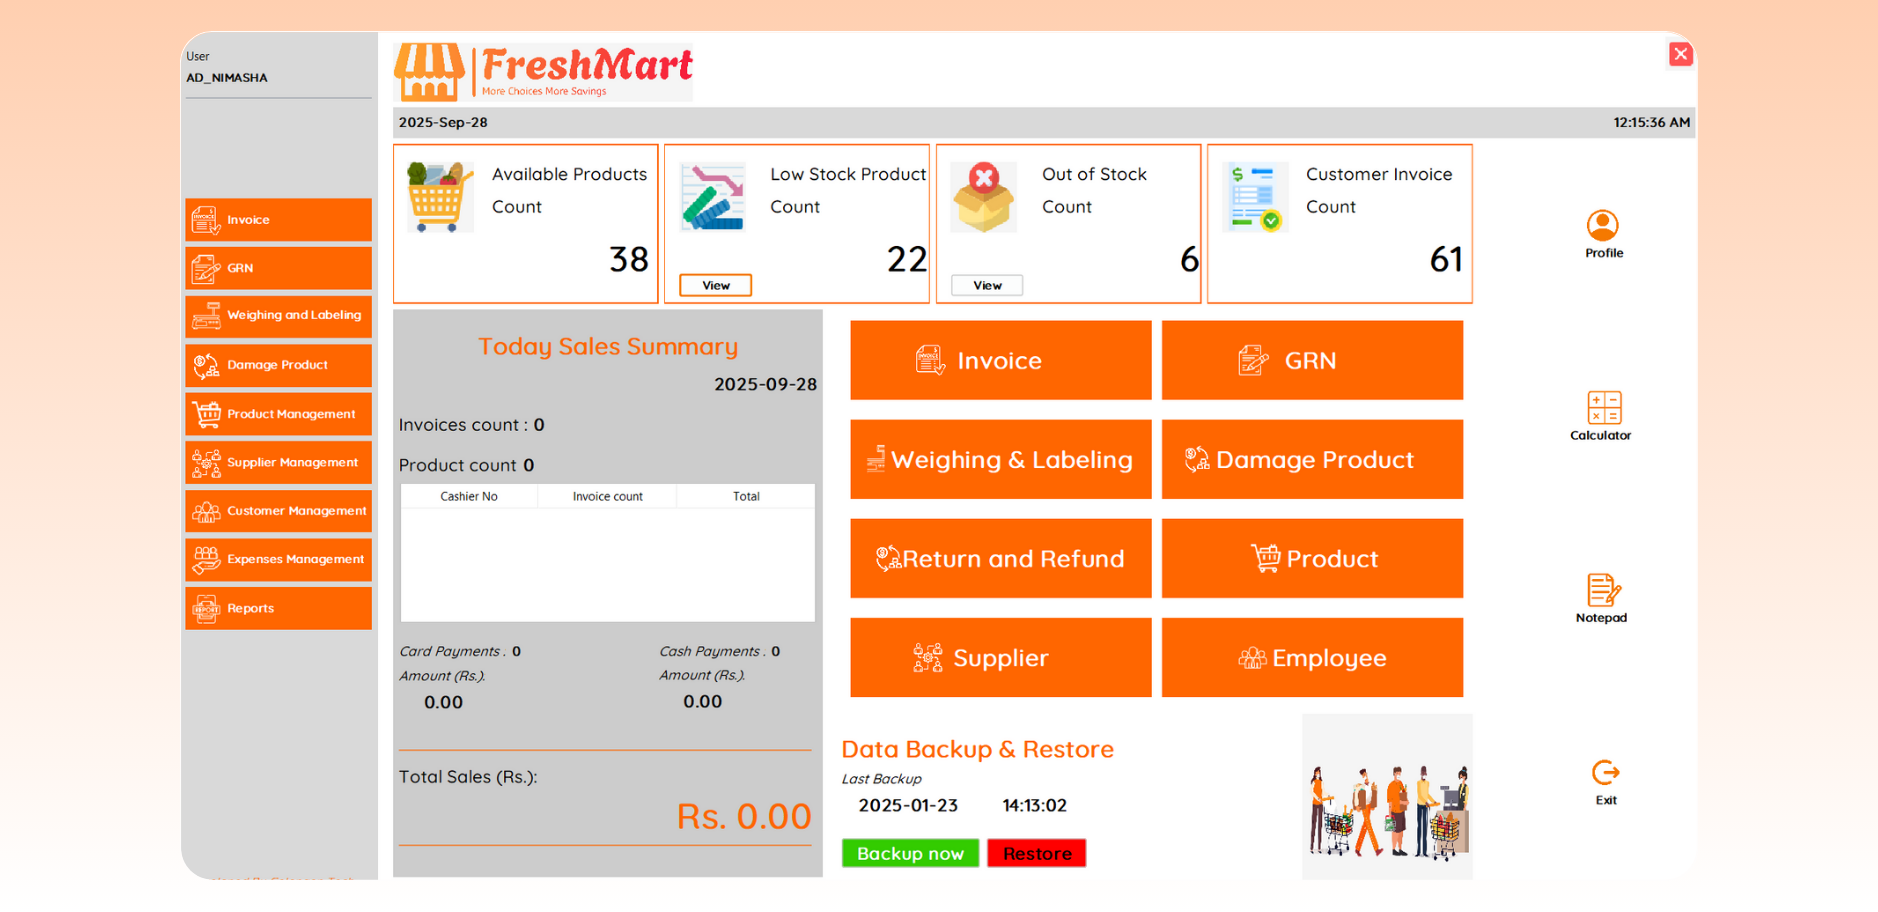 User
AD_NIMASHA
FreshMart
More Choices More Savings
2025-Sep-28
12:15:36 AM
Invoice
GRN
Weighing and Labeling
Damage Product
Product Management
Supplier Management
Customer Management
Expenses Management
Reports
Available Products
Count
38
Low Stock Product
Count
22
View
Out of Stock
Count
6
View
Customer Invoice
Count
61
Today Sales Summary
2025-09-28
Invoices count : 0
Product count 0
Cashier No Invoice count Total
Card Payments . 0
Amount (Rs.).
0.00
Cash Payments . 0
Amount (Rs.).
0.00
Total Sales (Rs.):
Rs. 0.00
Invoice
GRN
Weighing & Labeling
Damage Product
Return and Refund
Product
Supplier
Employee
Data Backup & Restore
Last Backup
2025-01-23 14:13:02
Backup now
Restore
Profile
Calculator
Notepad
Exit